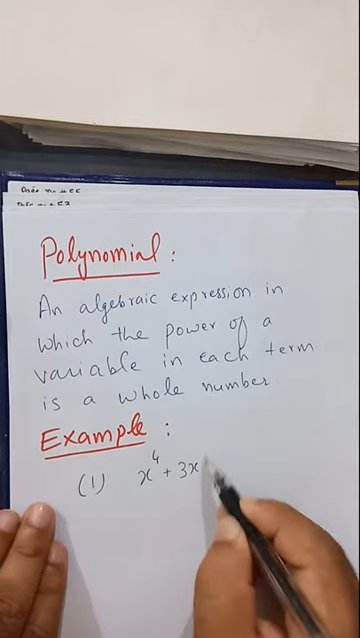 Polynomial :
An algebraic expression in
which the power of a
variable in each term
is a whole number.
Example :
(1) x⁴ + 3x